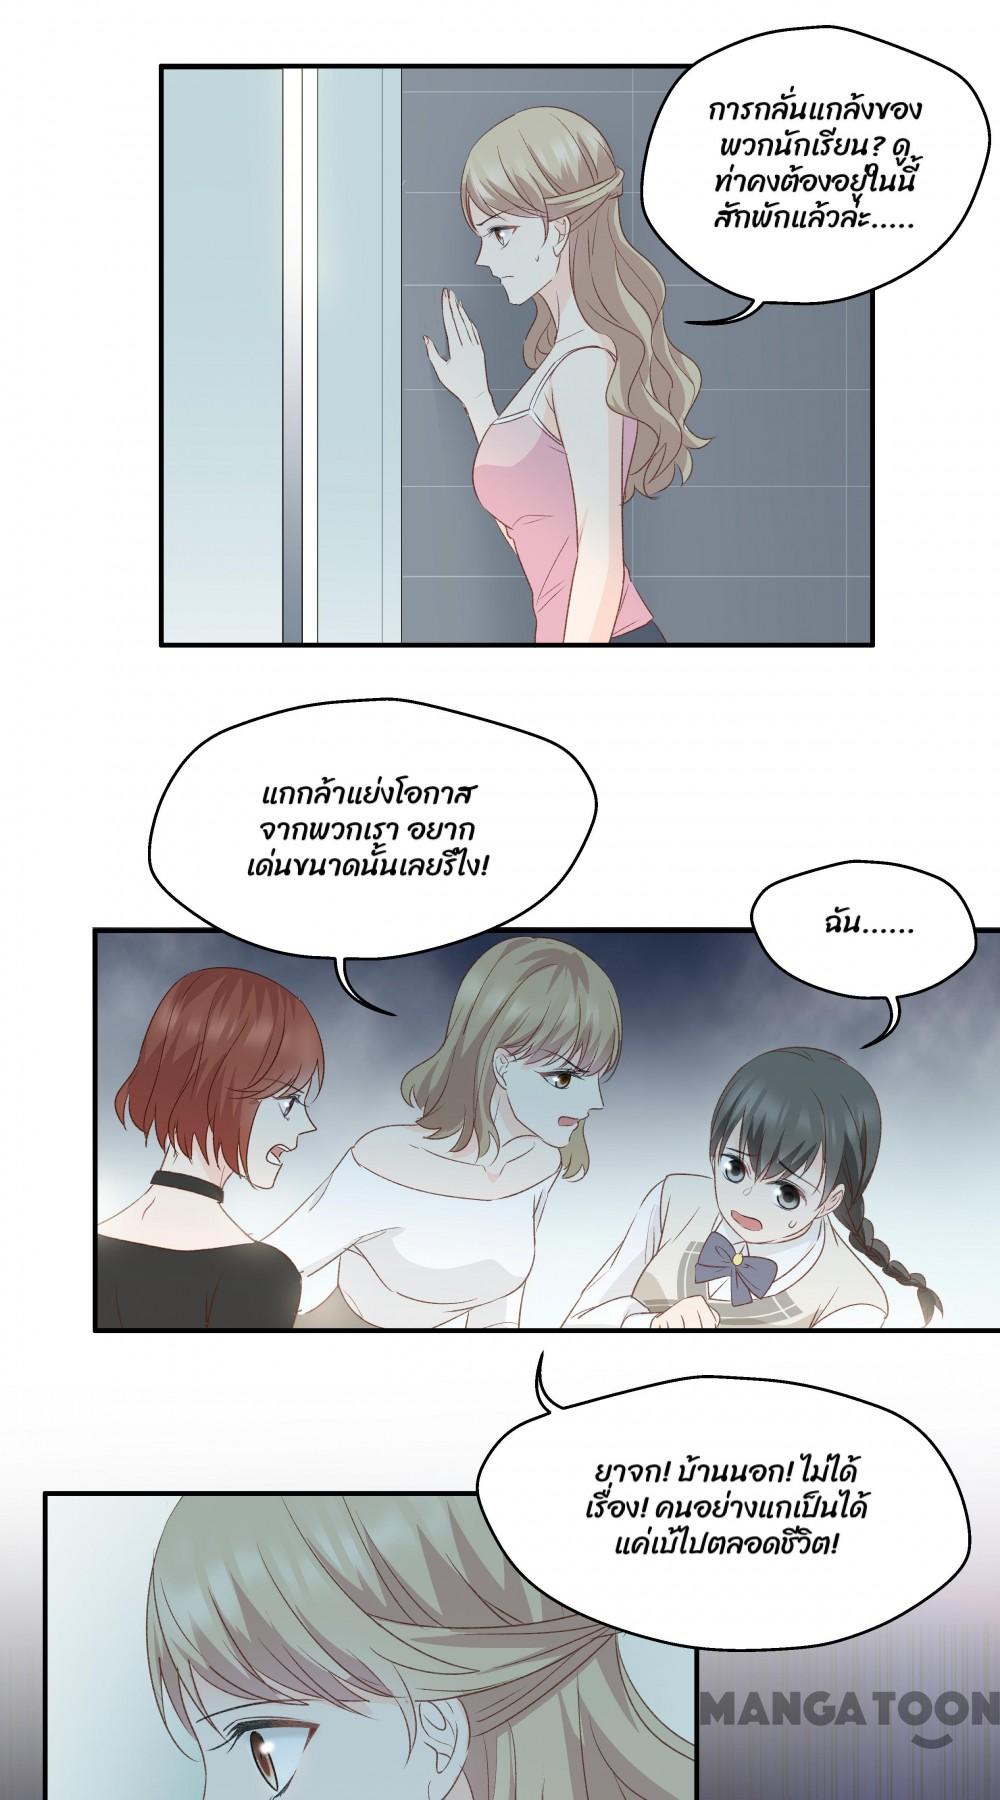 การกลั่นแกล้งของ
พวกนักเรียน? ดู
ท่าคงต้องอยู่ในนี้
สักพักแล้วล่ะ.....
แกกล้าแย่งโอกาส
จากพวกเรา อยาก
เด่นขนาดนั้นเลยรึไง!
ฉัน......
ยาจก! บ้านนอก! ไม่ได้
เรื่อง! คนอย่างแกเป็นได้
แค่เบ้ไปตลอดชีวิต!
MANGATOON